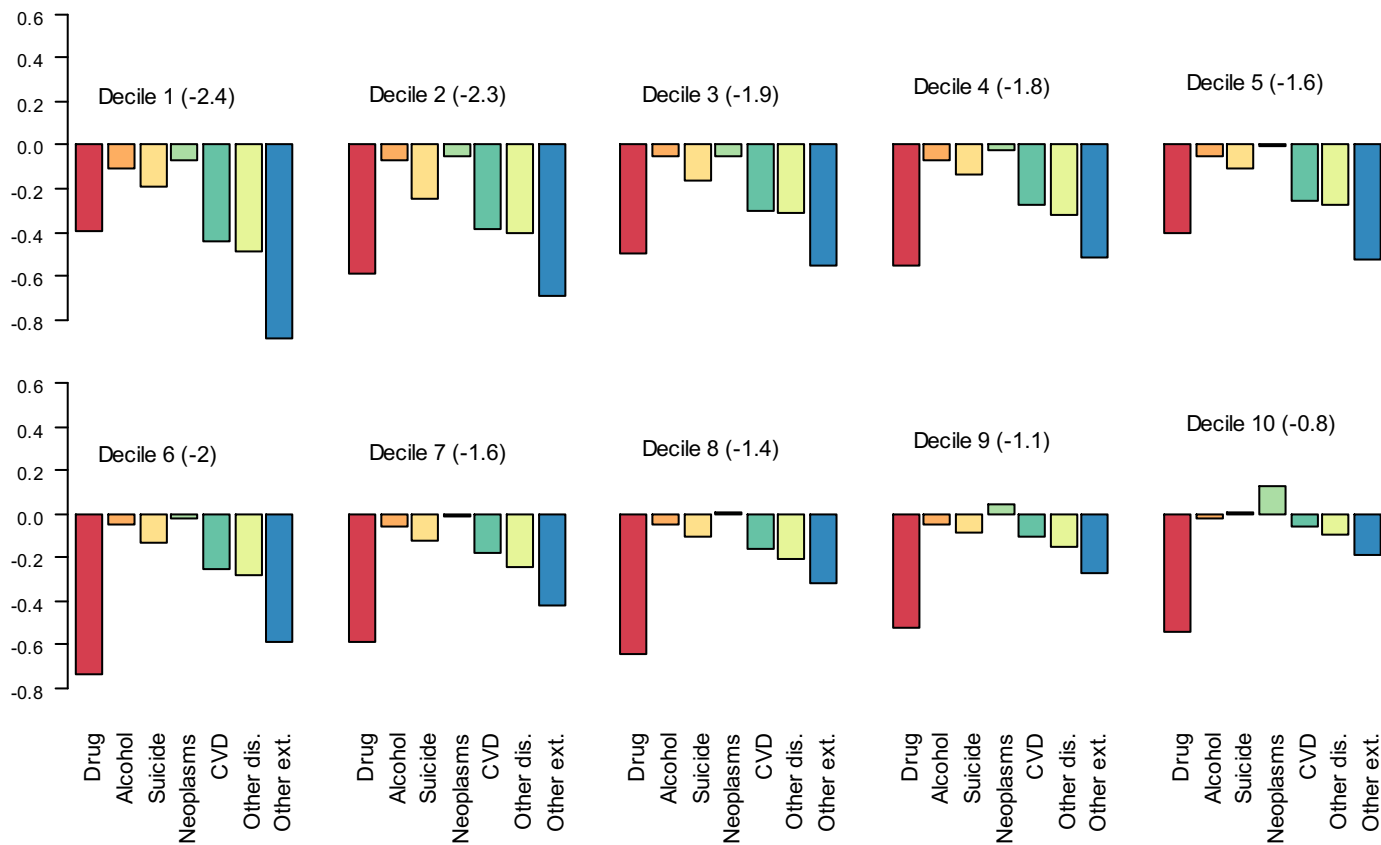 0.6
0.4
0.2
0.0
-0.2
-0.4
-0.6
-0.8
Decile 1 (-2.4)
Decile 2 (-2.3)
Decile 3 (-1.9)
Decile 4 (-1.8)
Decile 5 (-1.6)
0.6
0.4
0.2
0.0
-0.2
-0.4
-0.6
-0.8
Decile 6 (-2)
Decile 7 (-1.6)
Decile 8 (-1.4)
Decile 9 (-1.1)
Decile 10 (-0.8)
Drug
Alcohol
Suicide
Neoplasms
CVD
Other dis.
Other ext.
Drug
Alcohol
Suicide
Neoplasms
CVD
Other dis.
Other ext.
Drug
Alcohol
Suicide
Neoplasms
CVD
Other dis.
Other ext.
Drug
Alcohol
Suicide
Neoplasms
CVD
Other dis.
Other ext.
Drug
Alcohol
Suicide
Neoplasms
CVD
Other dis.
Other ext.